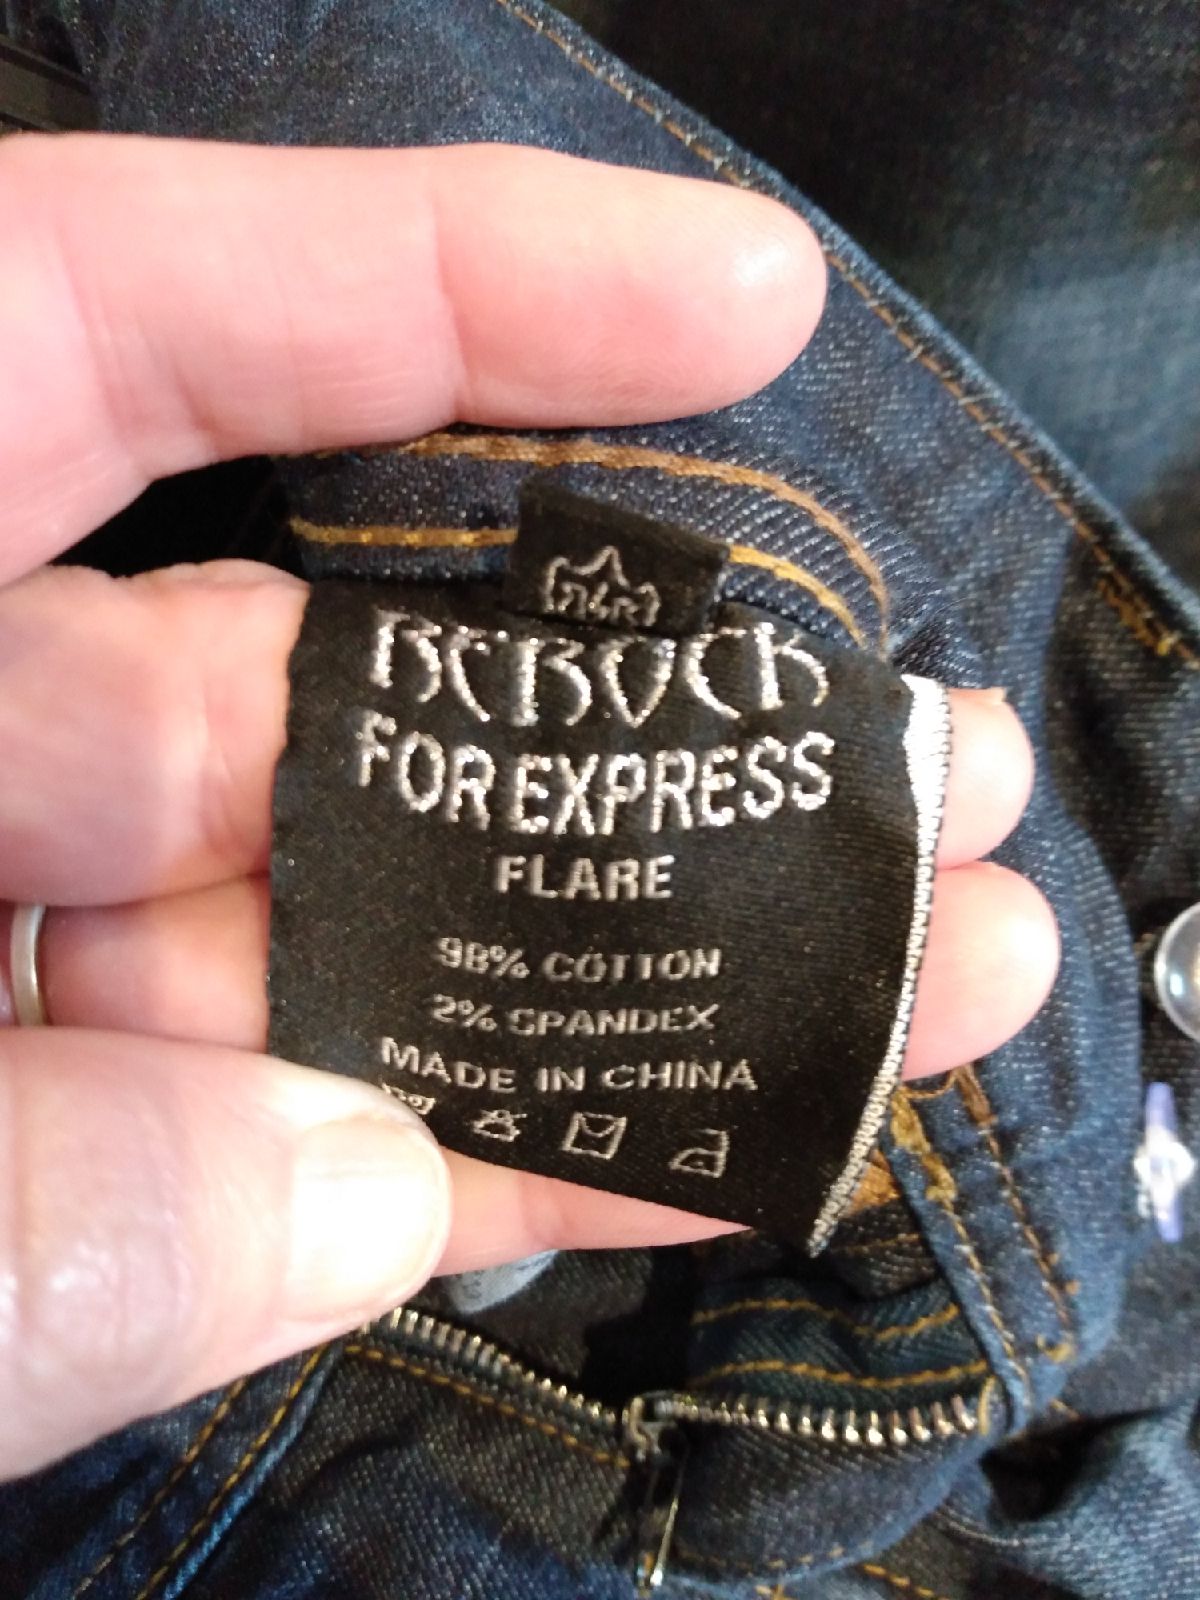 REROCK
FOR EXPRESS
FLARE
98% COTTON
2% SPANDEX
MADE IN CHINA